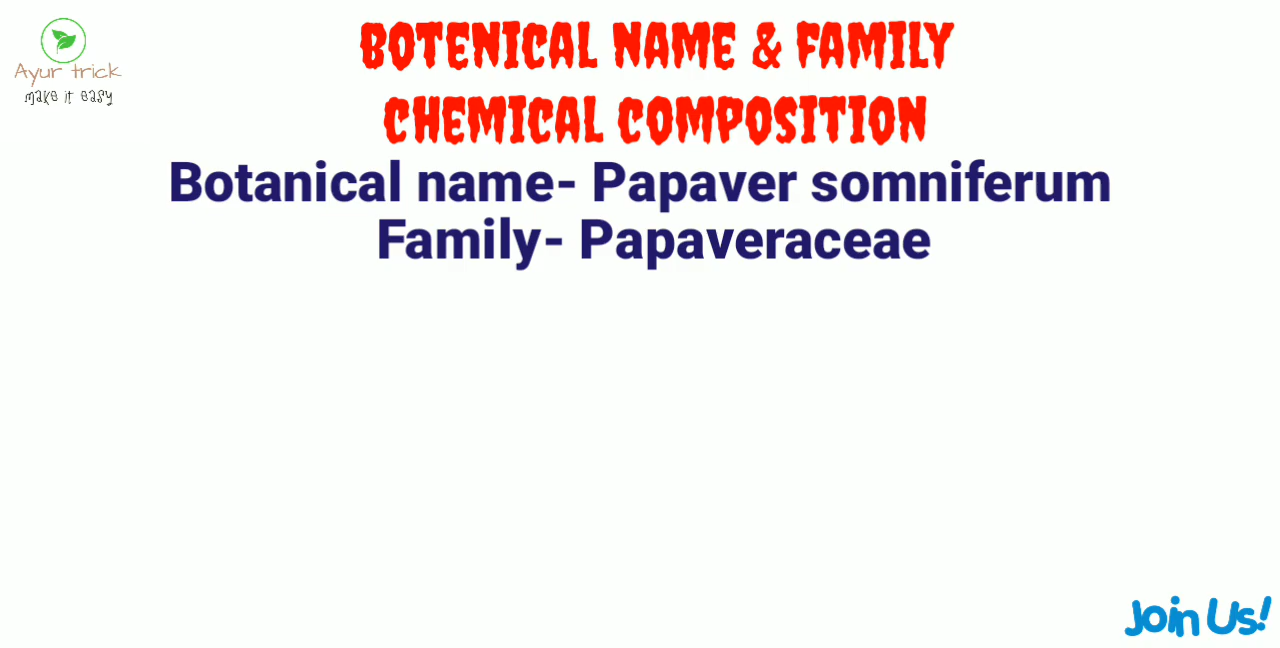 Ayur trick
make it easy
BOTENICAL NAME & FAMILY
CHEMICAL COMPOSITION
Botanical name- Papaver somniferum
Family- Papaveraceae
Join Us!